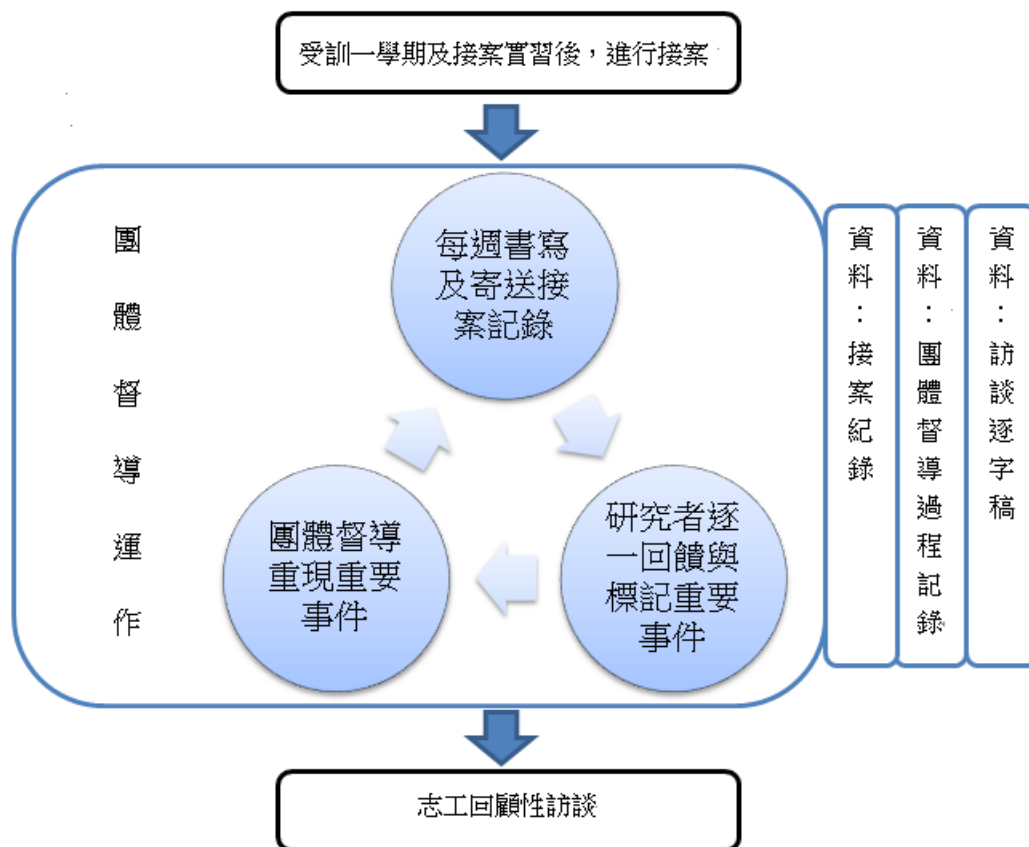 受訓一學期及接案實習後，進行接案
團體督導運作
每週書寫
及寄送接
案記錄
研究者逐
一回饋與
標記重要
事件
團體督導
重現重要
事件
資料：接案紀錄
資料：團體督導過程記錄
資料：訪談逐字稿
志工回顧性訪談